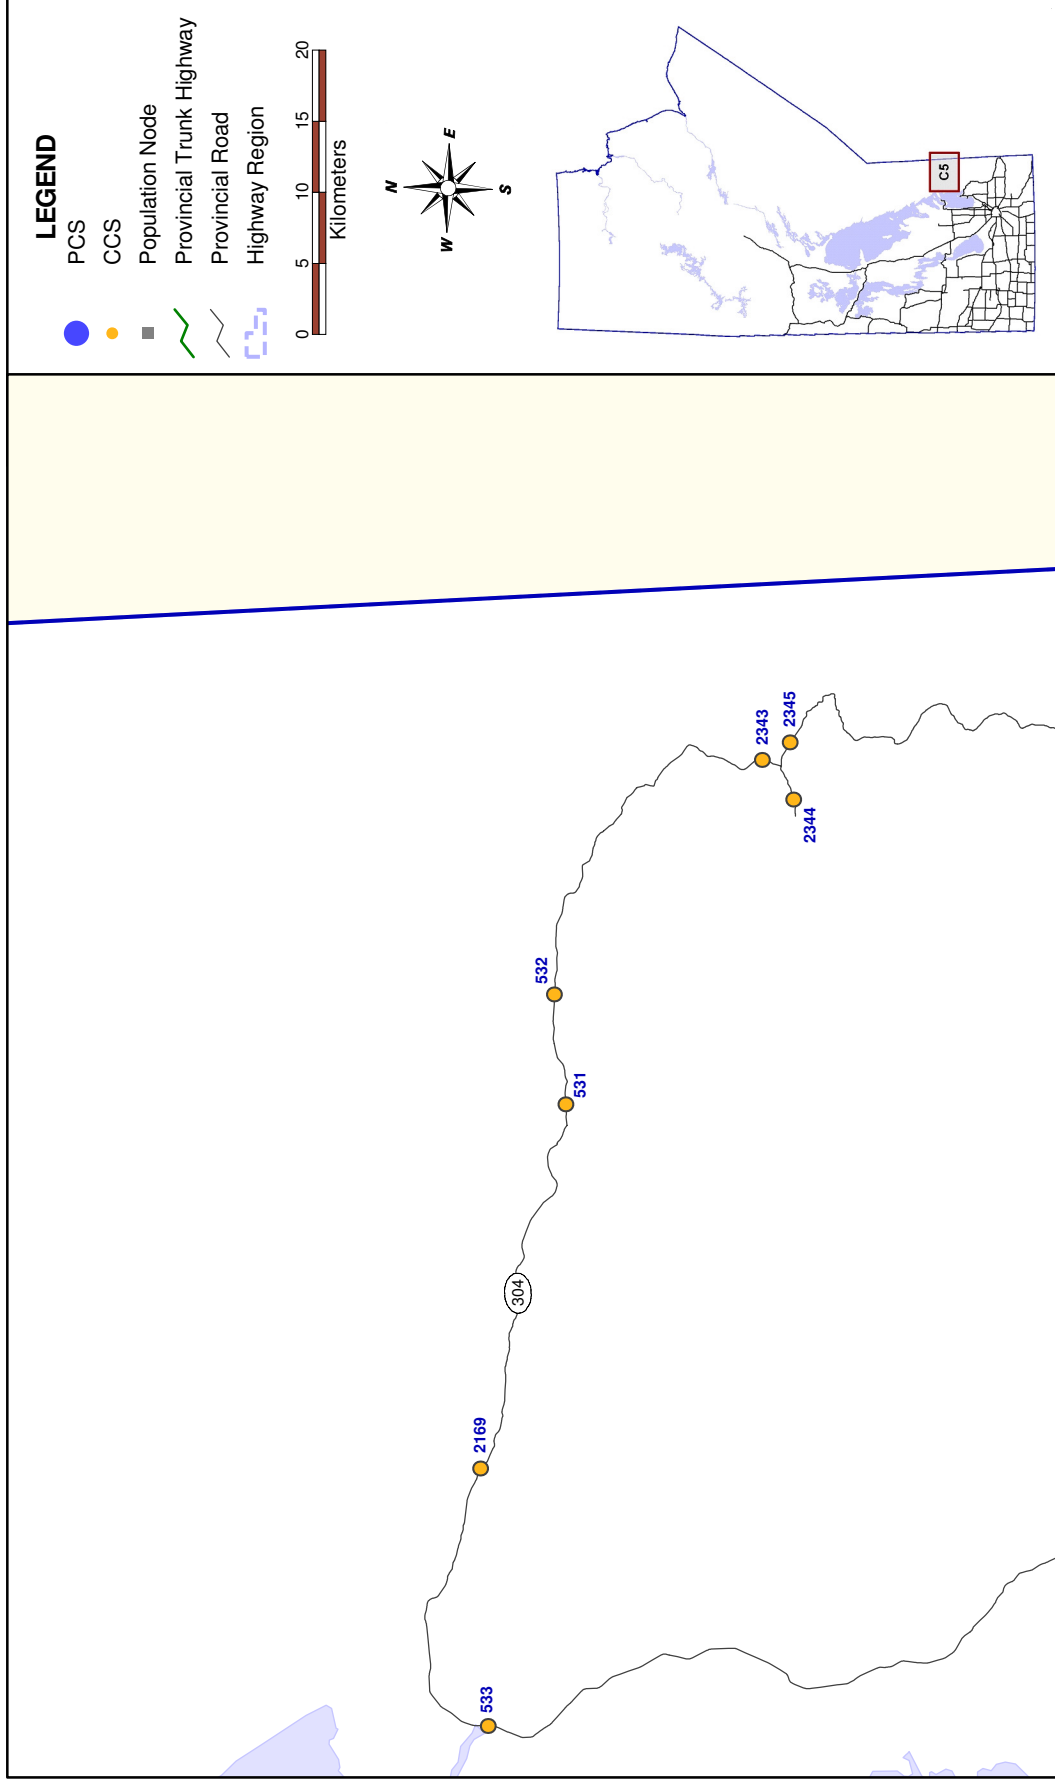 LEGEND
PCS
CCS
Population Node
Provincial Trunk Highway
Provincial Road
Highway Region
0 5 10 15 20
Kilometers
N
W E
S
C5
533
2169
304
531
532
2344
2343
2345